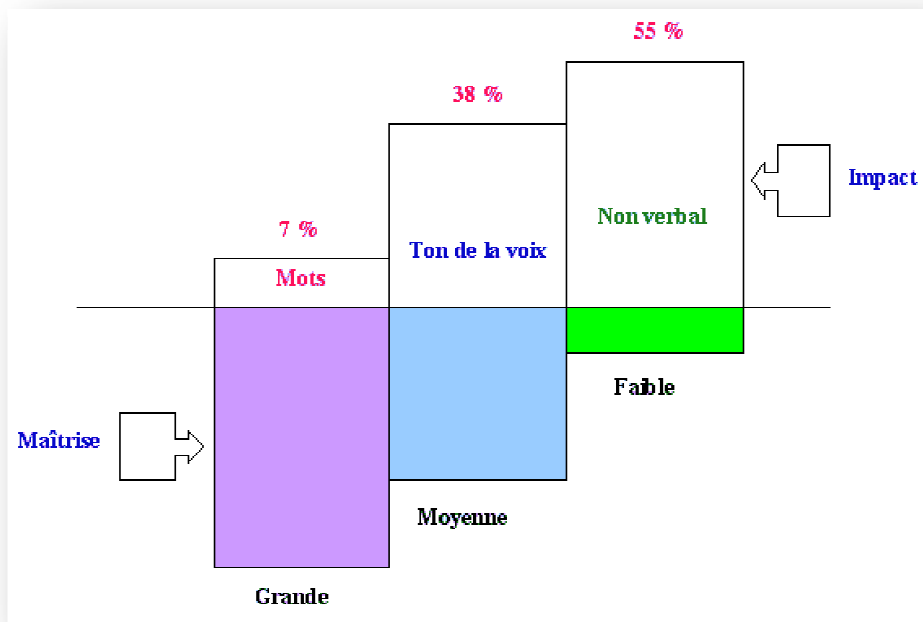 55 %
38 %
Impact
Non verbal
7 %
Ton de la voix
Mots
Faible
Maîtrise
Moyenne
Grande